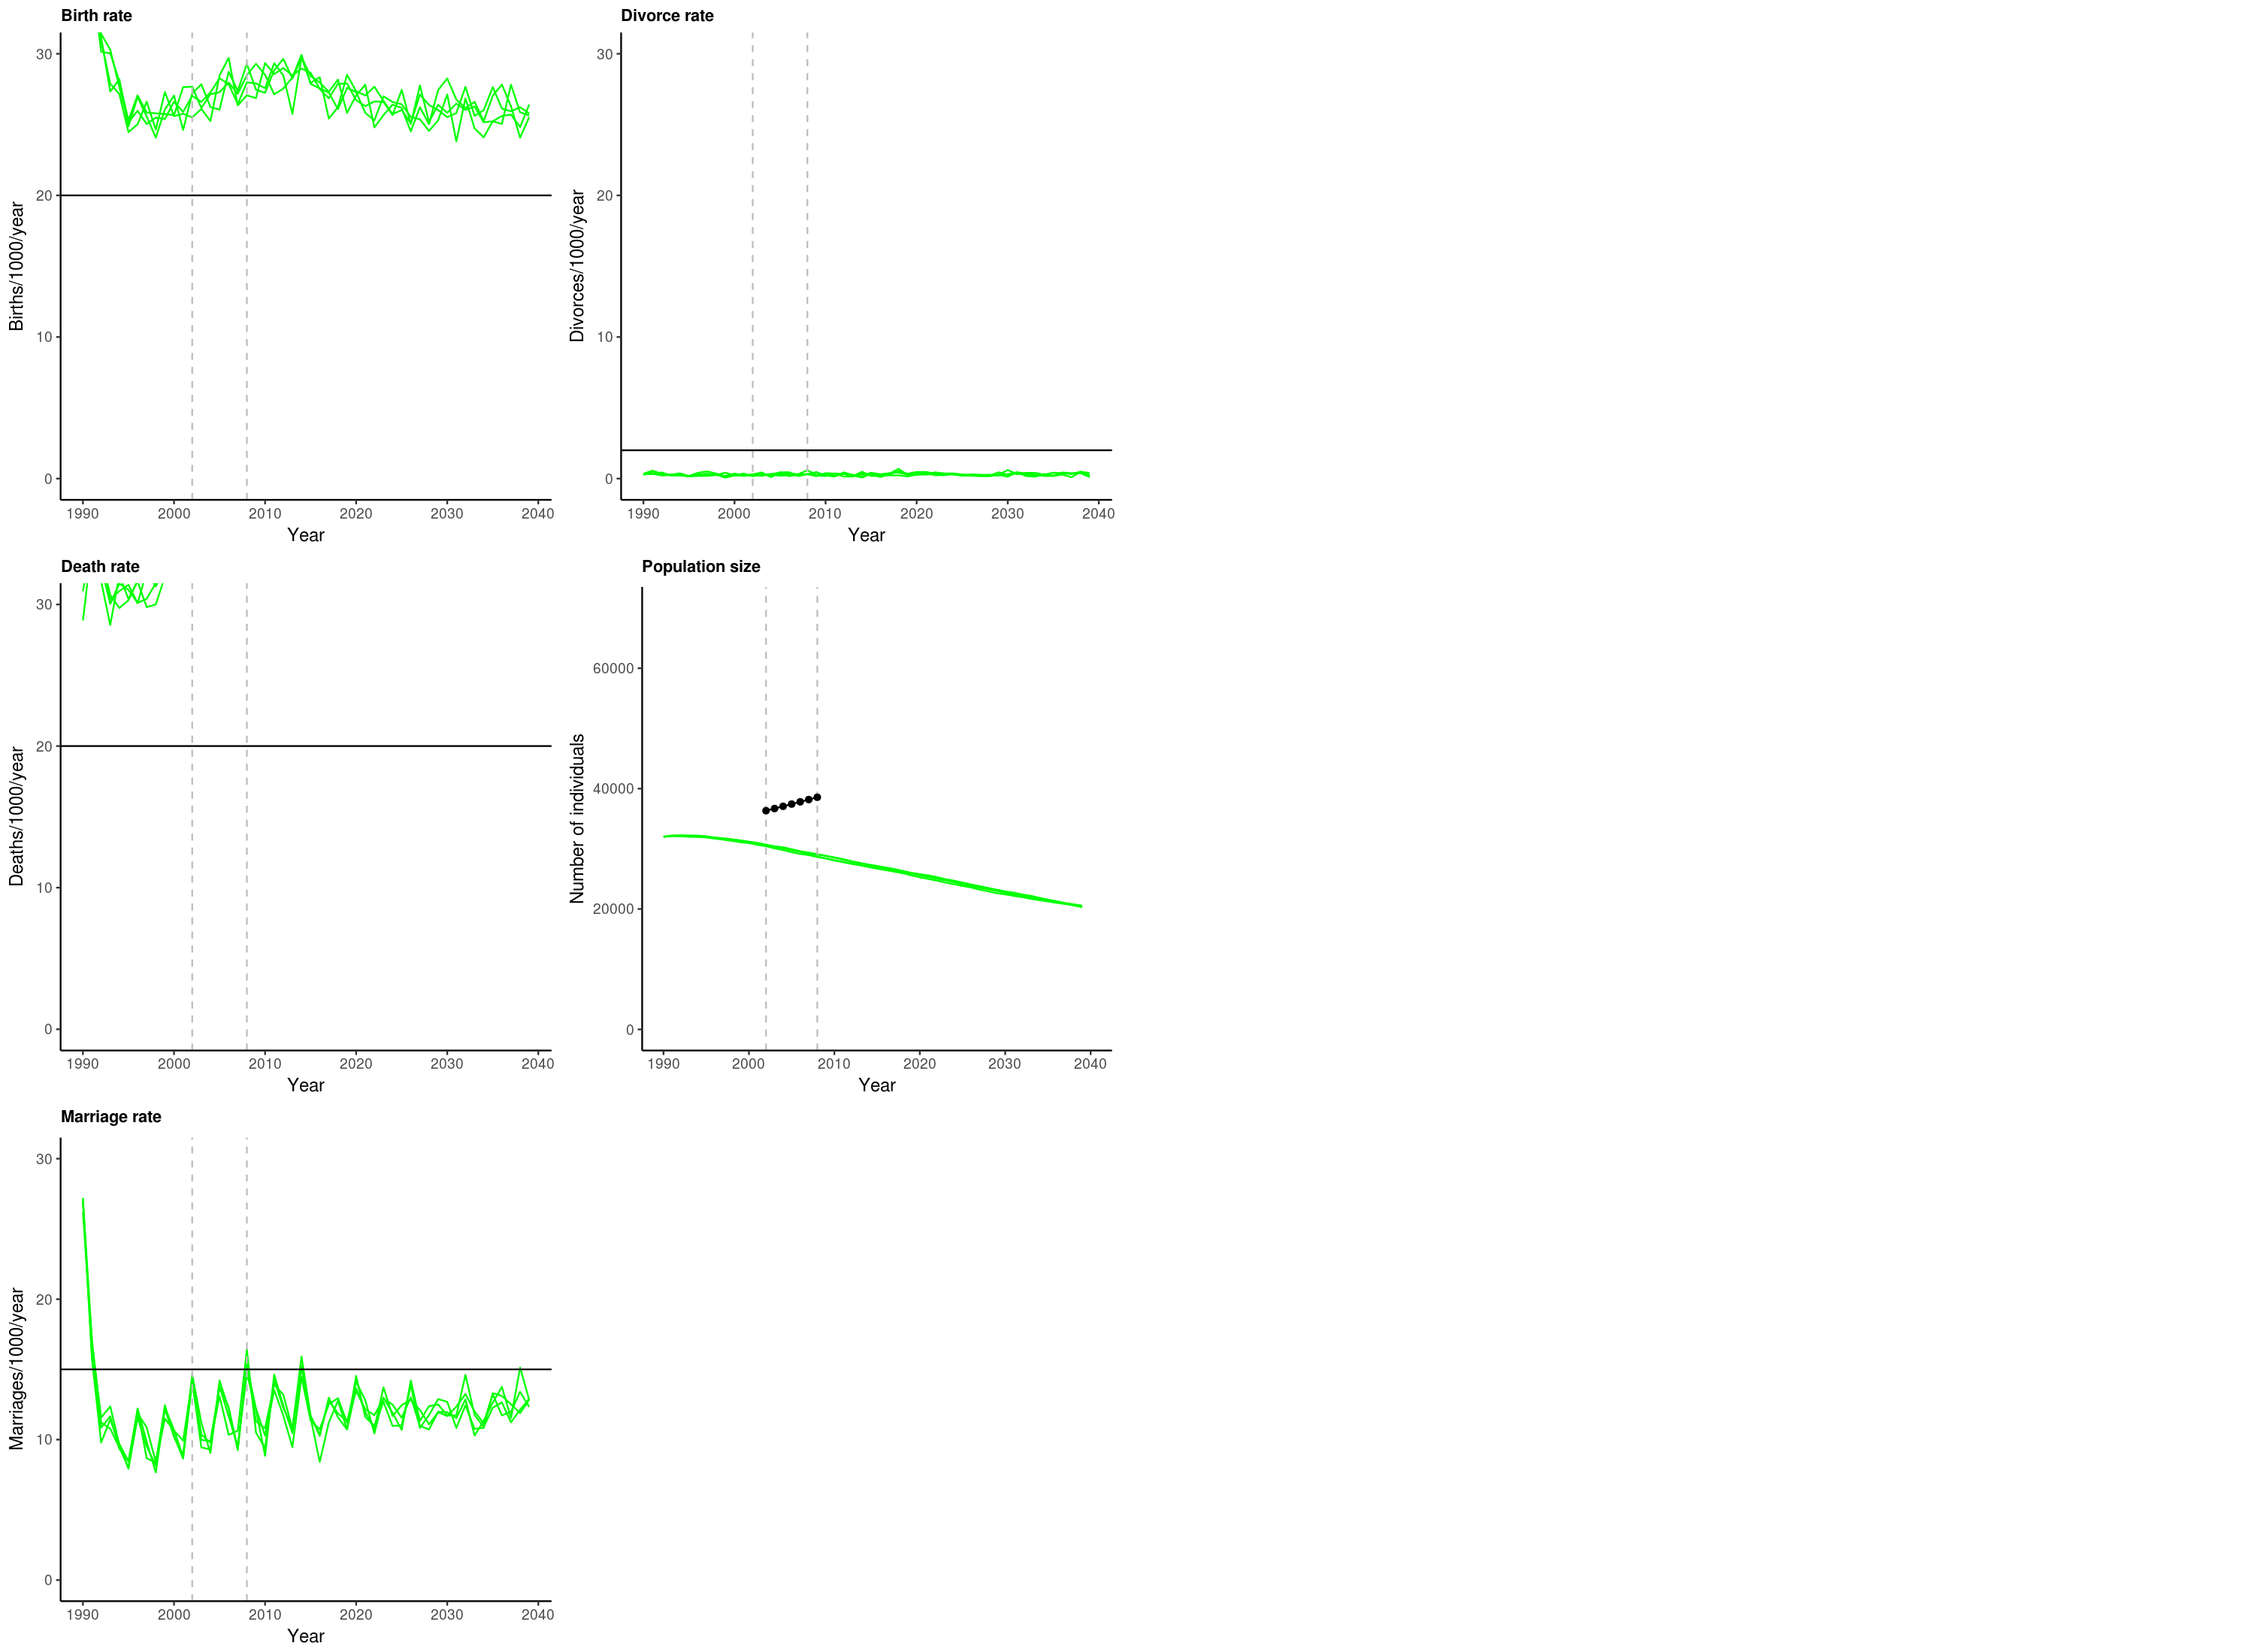 Birth rate
30
20
10
0
Births/1000/year
1990 2000 2010 2020 2030 2040
Year
Divorce rate
30
20
10
0
Divorces/1000/year
1990 2000 2010 2020 2030 2040
Year
Death rate
30
20
10
0
Deaths/1000/year
1990 2000 2010 2020 2030 2040
Year
Population size
60000
40000
20000
0
Number of individuals
1990 2000 2010 2020 2030 2040
Year
Marriage rate
30
20
10
0
Marriages/1000/year
1990 2000 2010 2020 2030 2040
Year